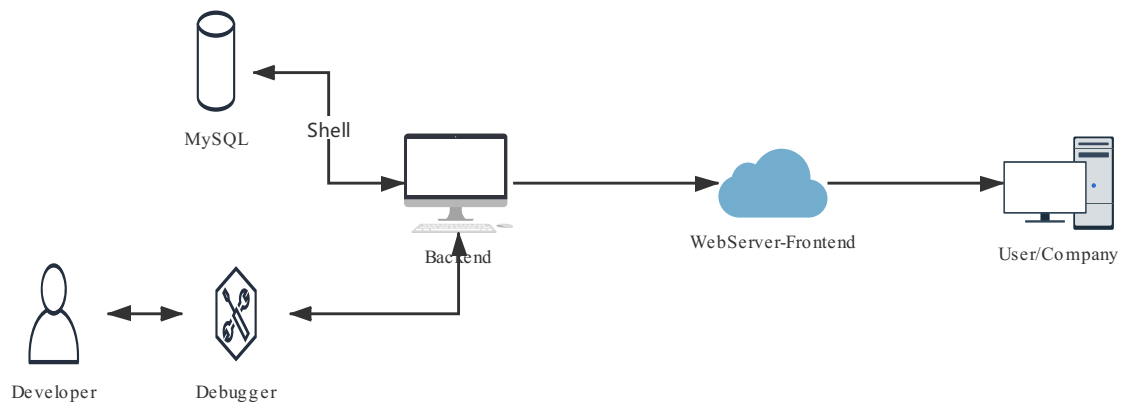 MySQL
Shell
Backend
WebServer-Frontend
User/Company
Developer
Debugger